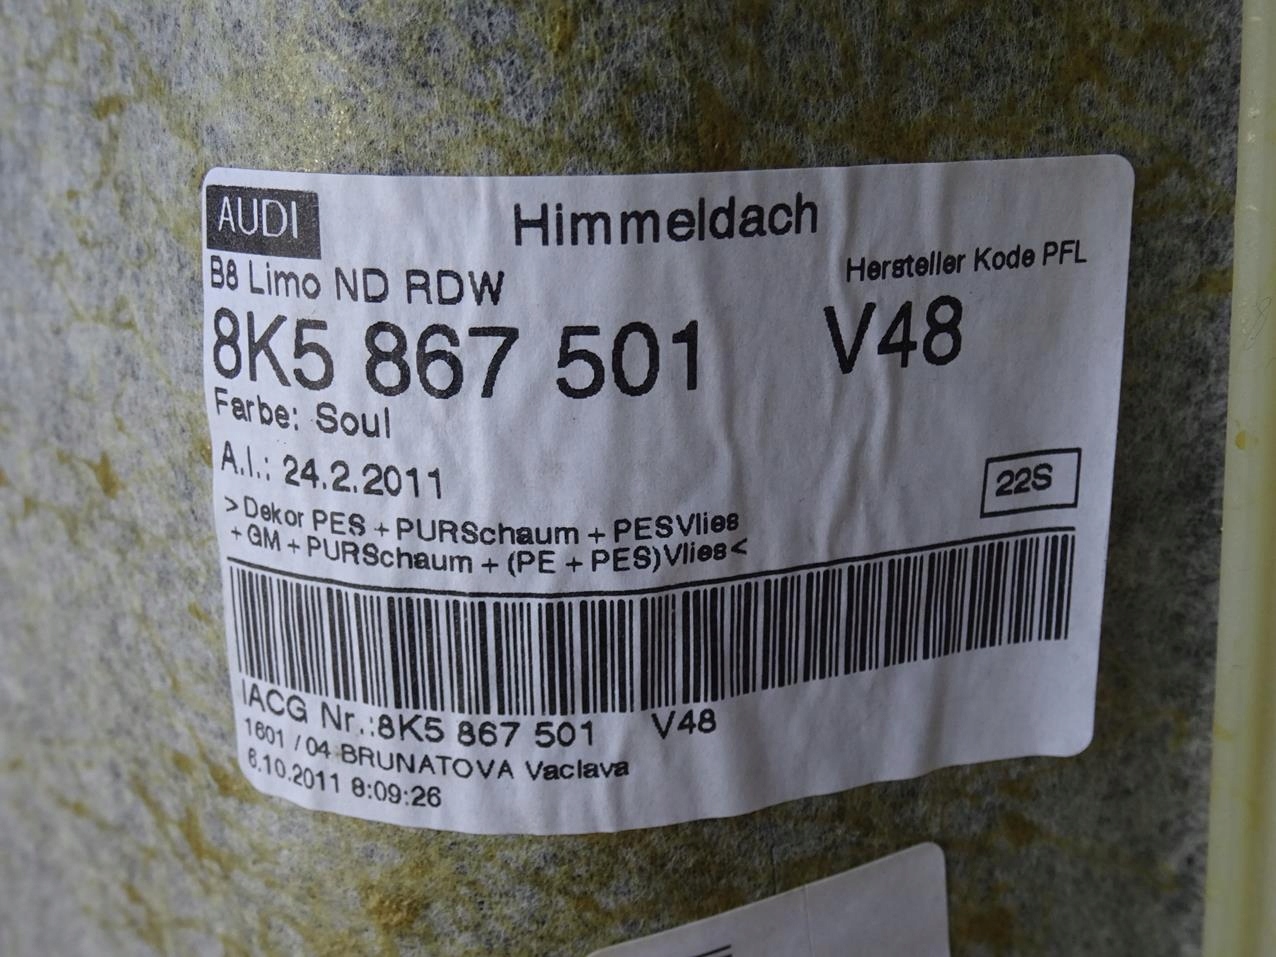 AUDI
Himmeldach
B8 Limo ND RDW
Hersteller Kode PFL
8K5 867 501
V48
Farbe: Soul
A.I.: 24.2.2011
22S
>Dekor PES + PURSchaum + PESVlies
+ GM + PURSchaum + (PE + PES)Vlies<
IACG Nr.:8K5 867 501 V48
1601 / 04 BRUNATOVA Vaclava
6.10.2011 8:09:26